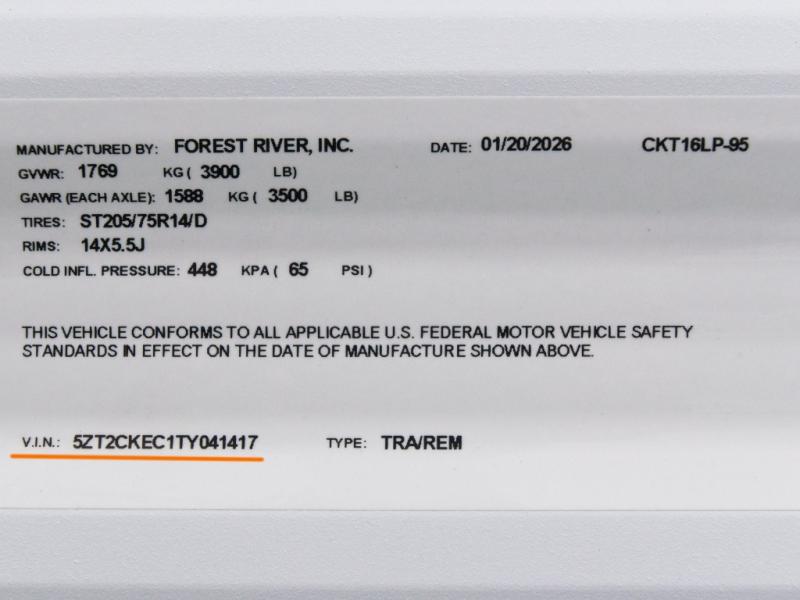 MANUFACTURED BY: FOREST RIVER, INC. DATE: 01/20/2026 CKT16LP-95
GVWR: 1769 KG ( 3900 LB)
GAWR (EACH AXLE): 1588 KG ( 3500 LB)
TIRES: ST205/75R14/D
RIMS: 14X5.5J
COLD INFL. PRESSURE: 448 KPA ( 65 PSI )
THIS VEHICLE CONFORMS TO ALL APPLICABLE U.S. FEDERAL MOTOR VEHICLE SAFETY
STANDARDS IN EFFECT ON THE DATE OF MANUFACTURE SHOWN ABOVE.
V.I.N.: 5ZT2CKEC1TY041417 TYPE: TRA/REM